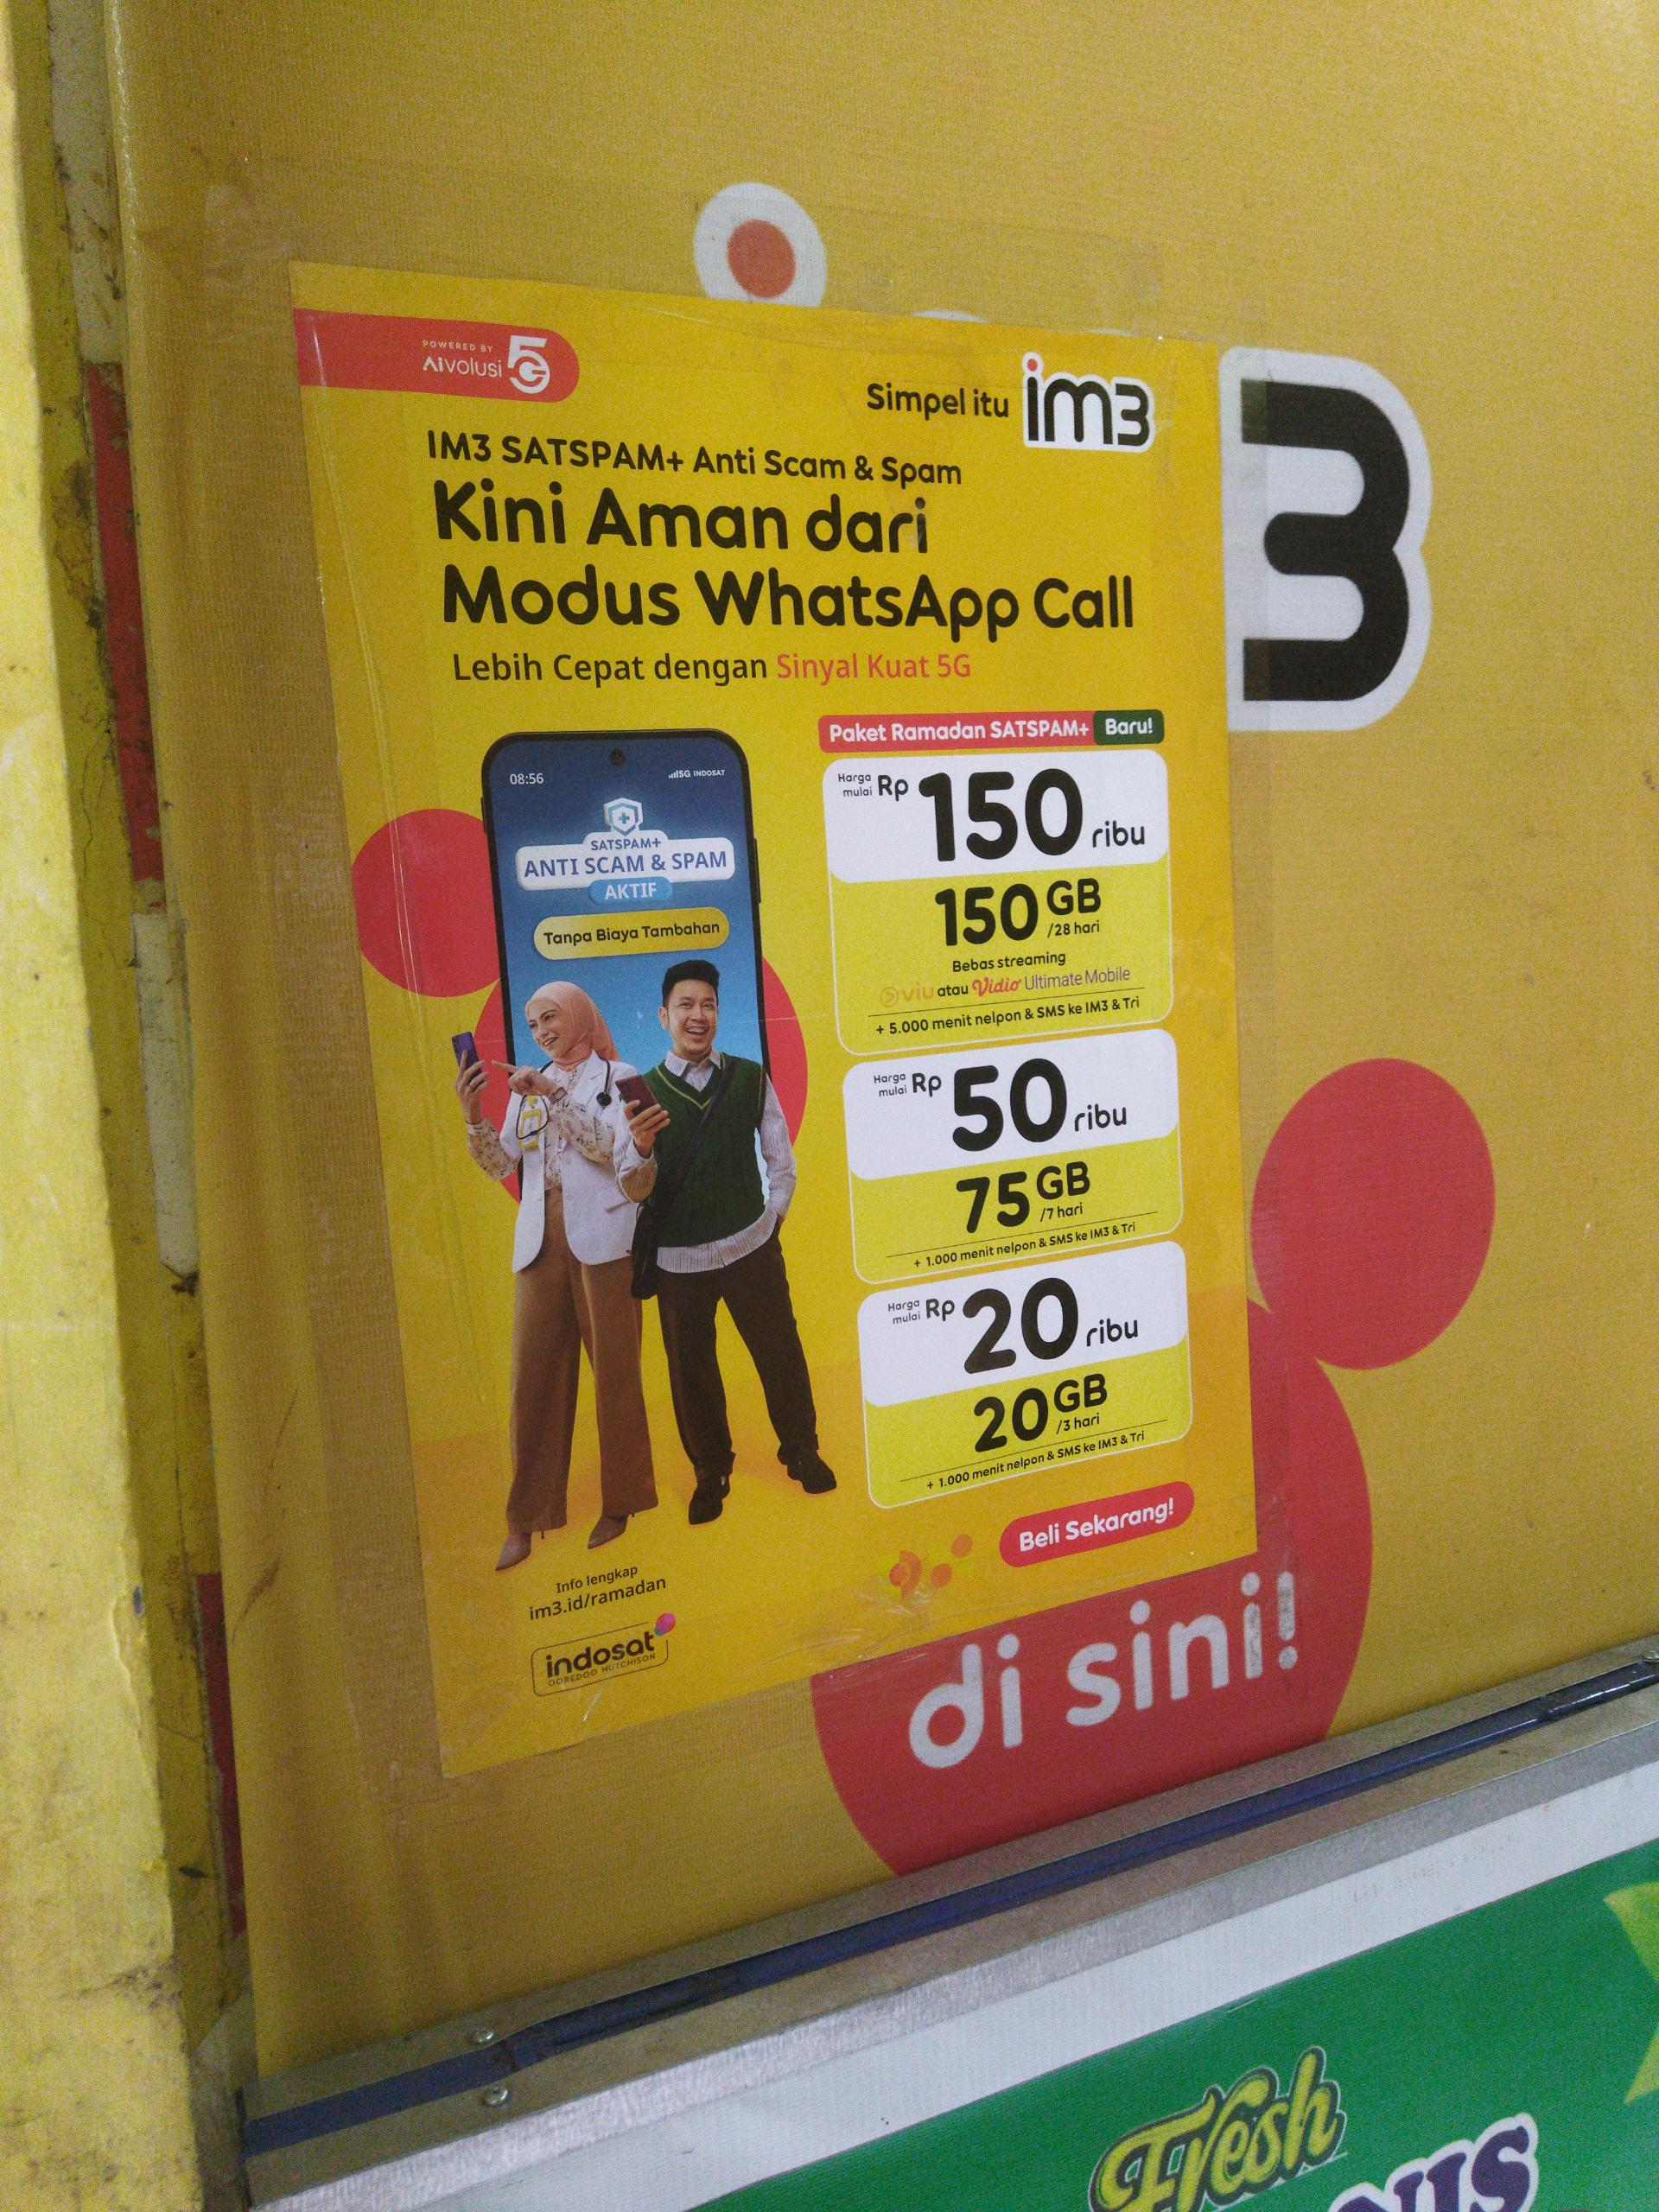 POWERED BY
AIvolusi 5G
Simpel itu im3
IM3 SATSPAM+ Anti Scam & Spam
Kini Aman dari
Modus WhatsApp Call
Lebih Cepat dengan Sinyal Kuat 5G
08:56
5G INDOSAT
SATSPAM+
ANTI SCAM & SPAM
AKTIF
Tanpa Biaya Tambahan
Paket Ramadan SATSPAM+ Baru!
Harga mulai Rp 150 ribu
150 GB /28 hari
Bebas streaming
viu atau Vidio Ultimate Mobile
+ 5.000 menit nelpon & SMS ke IM3 & Tri
Harga mulai Rp 50 ribu
75 GB /7 hari
+ 1.000 menit nelpon & SMS ke IM3 & Tri
Harga mulai Rp 20 ribu
20 GB /3 hari
+ 1.000 menit nelpon & SMS ke IM3 & Tri
Beli Sekarang!
Info lengkap
im3.id/ramadan
indosat
OOREDOO HUTCHISON
3
di sini!
Fresh